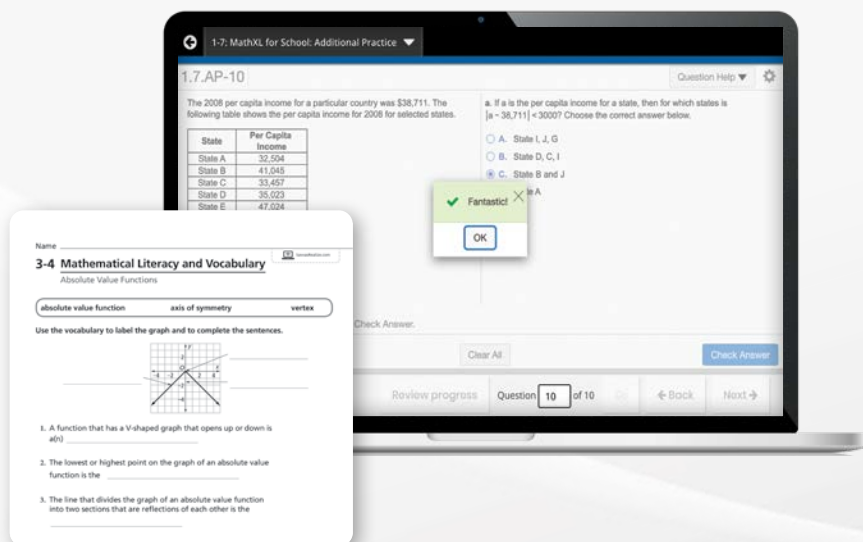 1-7: MathXL for School: Additional Practice
1.7.AP-10
Question Help
The 2008 per capita income for a particular country was $38,711. The
following table shows the per capita income for 2008 for selected states.
State
Per Capita
Income
State A 32,504
State B 41,045
State C 33,457
State D 35,023
State E 47,024
a. If a is the per capita income for a state, then for which states is
|a - 38,711| < 3000? Choose the correct answer below.
A. State I, J, G
B. State D, C, I
C. State B and J
te A
Fantastic!
OK
Check Answer.
Clear All
Check Answer
Review progress
Question 10 of 10
Back
Next
Name
3-4 Mathematical Literacy and Vocabulary
Absolute Value Functions
absolute value function axis of symmetry vertex
Use the vocabulary to label the graph and to complete the sentences.
1. A function that has a V-shaped graph that opens up or down is
a(n)
2. The lowest or highest point on the graph of an absolute value
function is the
3. The line that divides the graph of an absolute value function
into two sections that are reflections of each other is the